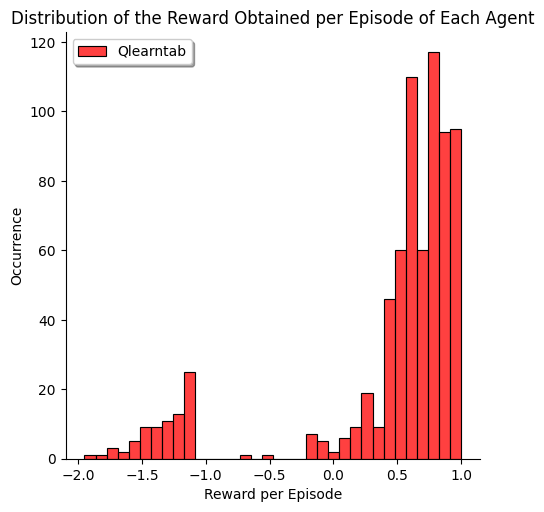 Distribution of the Reward Obtained per Episode of Each Agent
Qlearntab
120
100
80
60
40
20
0
Occurrence
−2.0 −1.5 −1.0 −0.5 0.0 0.5 1.0
Reward per Episode